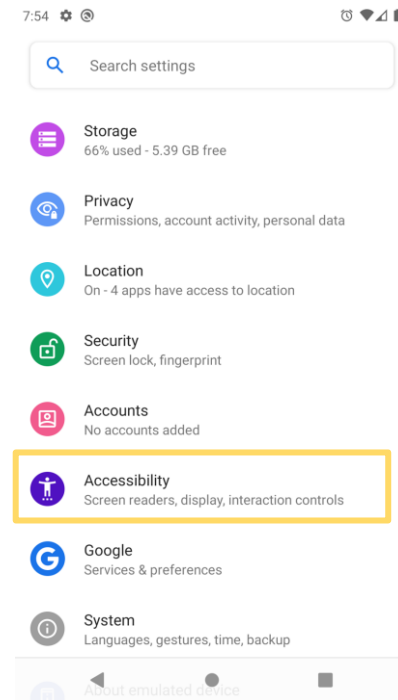 7:54
Search settings
Storage
66% used - 5.39 GB free
Privacy
Permissions, account activity, personal data
Location
On - 4 apps have access to location
Security
Screen lock, fingerprint
Accounts
No accounts added
Accessibility
Screen readers, display, interaction controls
Google
Services & preferences
System
Languages, gestures, time, backup
About emulated device